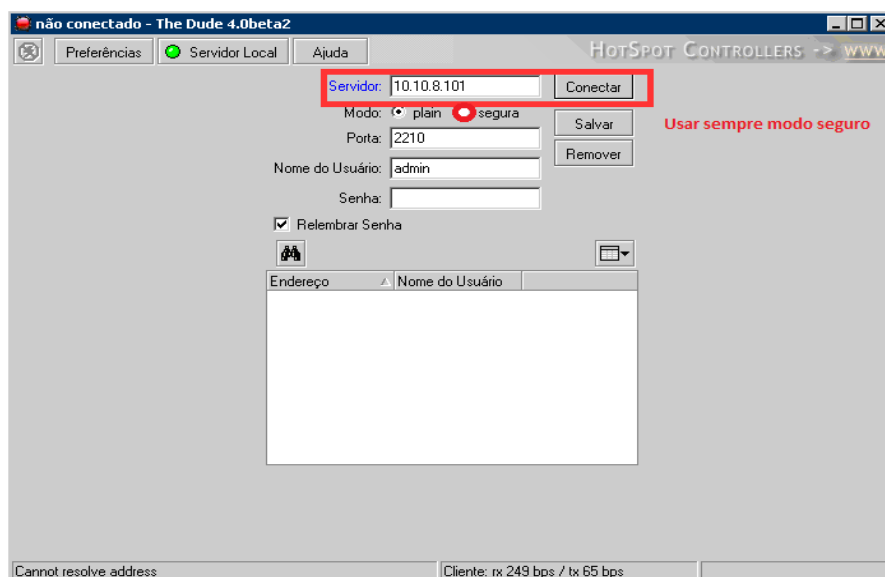 não conectado - The Dude 4.0beta2
Preferências Servidor Local Ajuda HOTSPOT CONTROLLERS -> WWW
Servidor: 10.10.8.101 Conectar
Modo: plain segura Salvar Usar sempre modo seguro
Porta: 2210
Remover
Nome do Usuário: admin
Senha:
Relembrar Senha
Endereço Nome do Usuário
Cannot resolve address Cliente: rx 249 bps / tx 65 bps